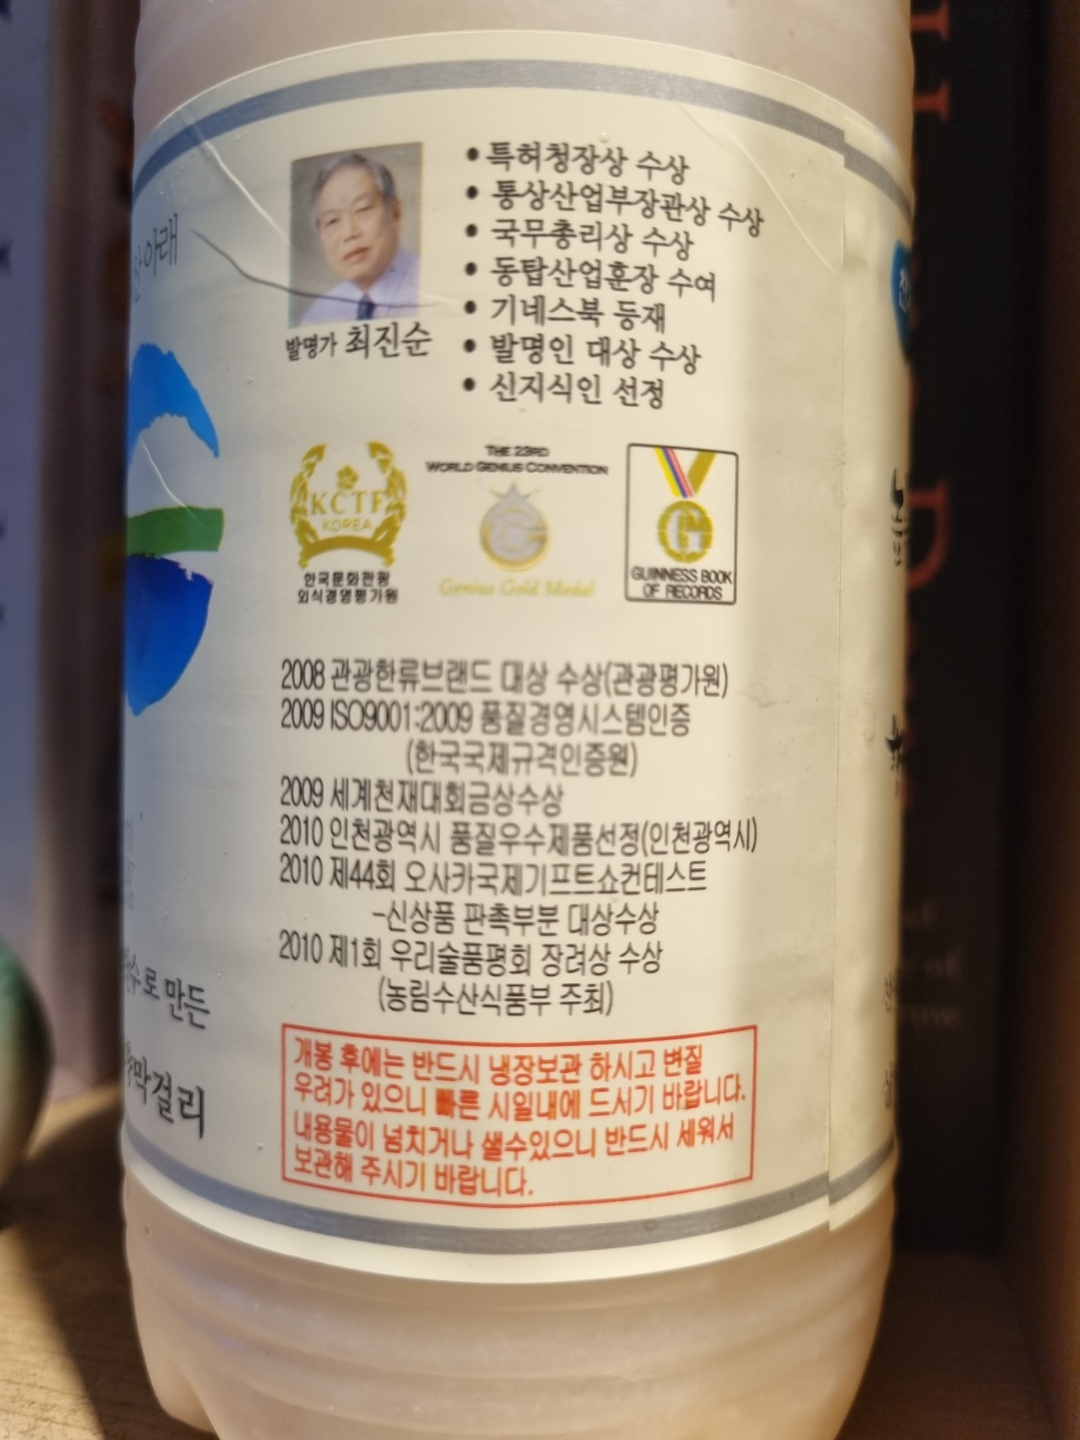 아래
• 특허청장상 수상
• 통상산업부장관상 수상
• 국무총리상 수상
• 동탑산업훈장 수여
• 기네스북 등재
• 발명인 대상 수상
• 신지식인 선정
발명가 최진순
KCTF
KOREA
한국문화관광
외식경영평가원
THE 23RD
WORLD GENIUS CONVENTION
G
Genius Gold Medal
G
GUINNESS BOOK
OF RECORDS
2008 관광한류브랜드 대상 수상(관광평가원)
2009 ISO9001:2009 품질경영시스템인증
(한국국제규격인증원)
2009 세계천재대회금상수상
2010 인천광역시 품질우수제품선정(인천광역시)
2010 제44회 오사카국제기프트쇼컨테스트
-신상품 판촉부분 대상수상
2010 제1회 우리술품평회 장려상 수상
(농림수산식품부 주최)
수로 만든
막걸리
개봉 후에는 반드시 냉장보관 하시고 변질
우려가 있으니 빠른 시일내에 드시기 바랍니다.
내용물이 넘치거나 샐수있으니 반드시 세워서
보관해 주시기 바랍니다.